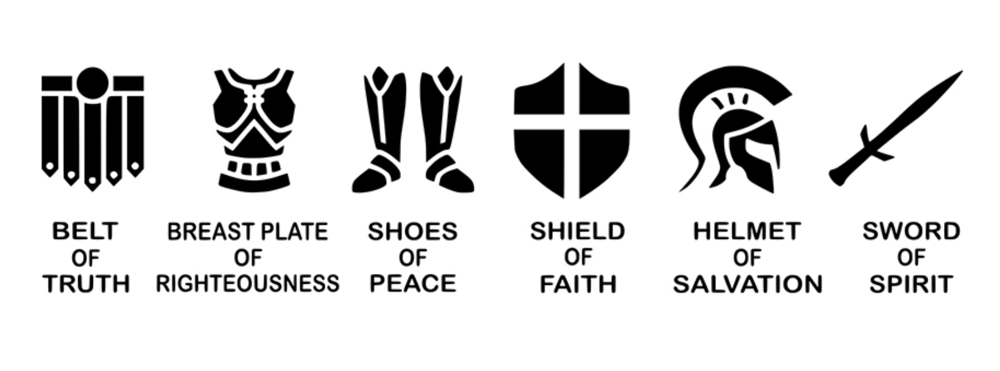 BELT
OF
TRUTH
BREAST PLATE
OF
RIGHTEOUSNESS
SHOES
OF
PEACE
SHIELD
OF
FAITH
HELMET
OF
SALVATION
SWORD
OF
SPIRIT